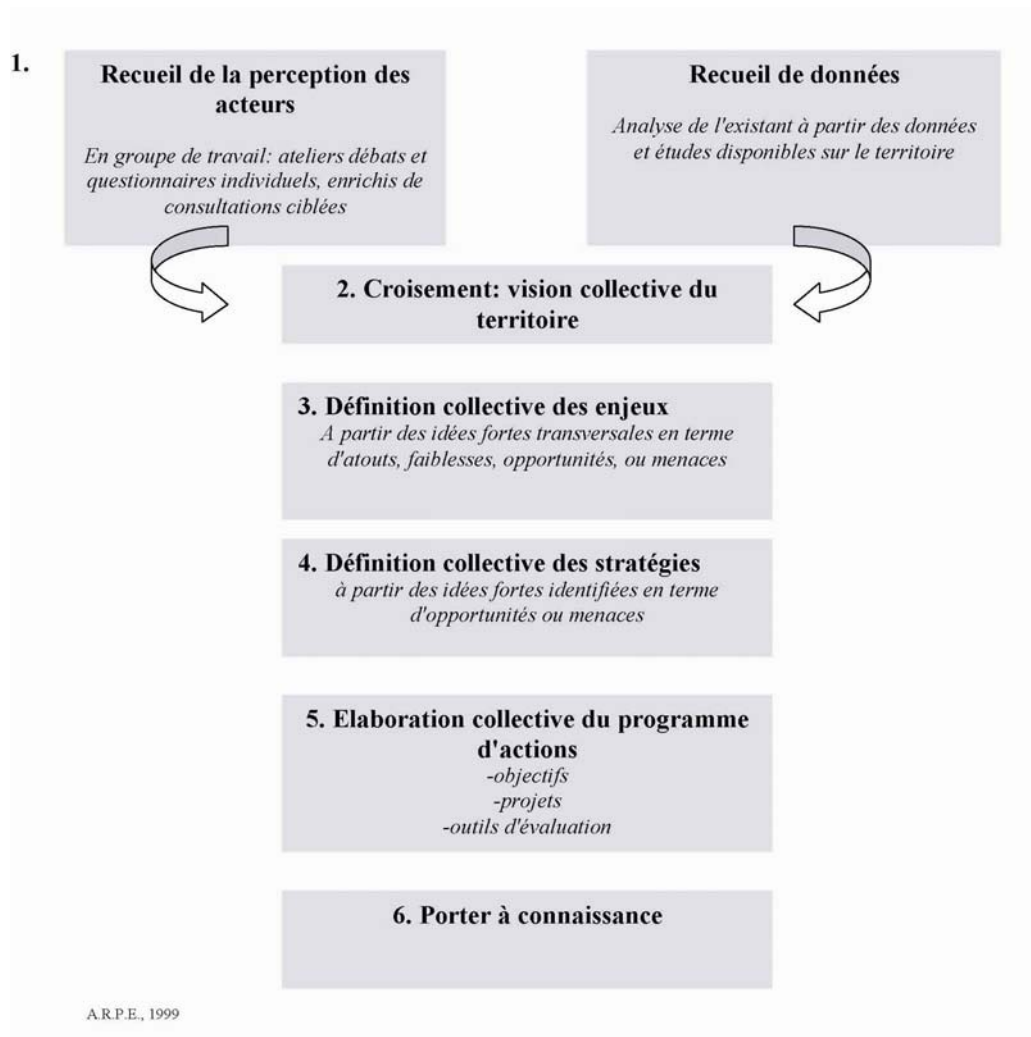 1.
Recueil de la perception des
acteurs
En groupe de travail: ateliers débats et
questionnaires individuels, enrichis de
consultations ciblées
Recueil de données
Analyse de l'existant à partir des données
et études disponibles sur le territoire
2. Croisement: vision collective du
territoire
3. Définition collective des enjeux
A partir des idées fortes transversales en terme
d'atouts, faiblesses, opportunités, ou menaces
4. Définition collective des stratégies
à partir des idées fortes identifiées en terme
d'opportunités ou menaces
5. Elaboration collective du programme
d'actions
-objectifs
-projets
-outils d'évaluation
6. Porter à connaissance
A.R.P.E., 1999